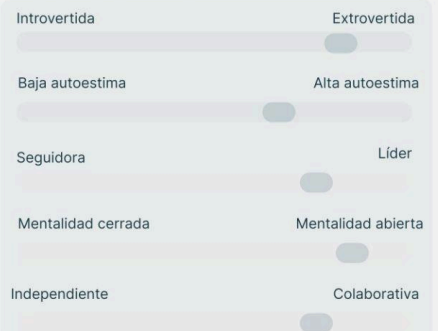 Introvertida Extrovertida
Baja autoestima Alta autoestima
Seguidora Líder
Mentalidad cerrada Mentalidad abierta
Independiente Colaborativa